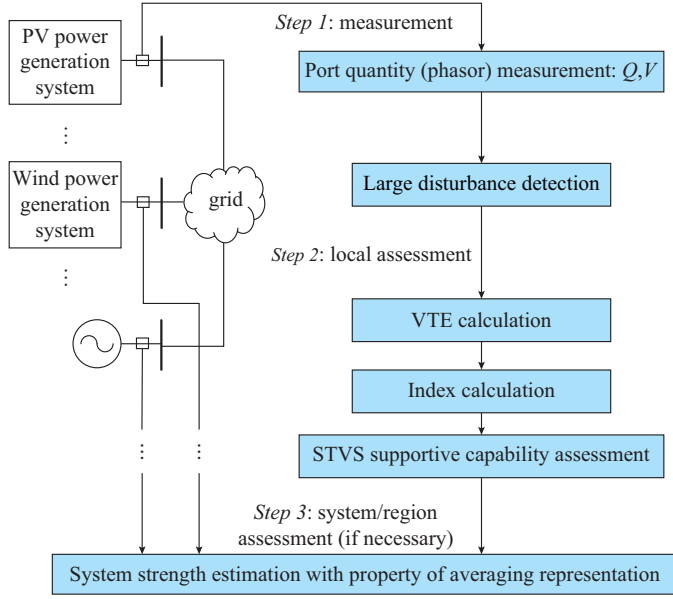 PV power
generation
system
...
Wind power
generation
system
...
grid
...
...
Step 1: measurement
Port quantity (phasor) measurement: Q,V
Large disturbance detection
Step 2: local assessment
VTE calculation
Index calculation
STVS supportive capability assessment
Step 3: system/region
assessment (if necessary)
System strength estimation with property of averaging representation